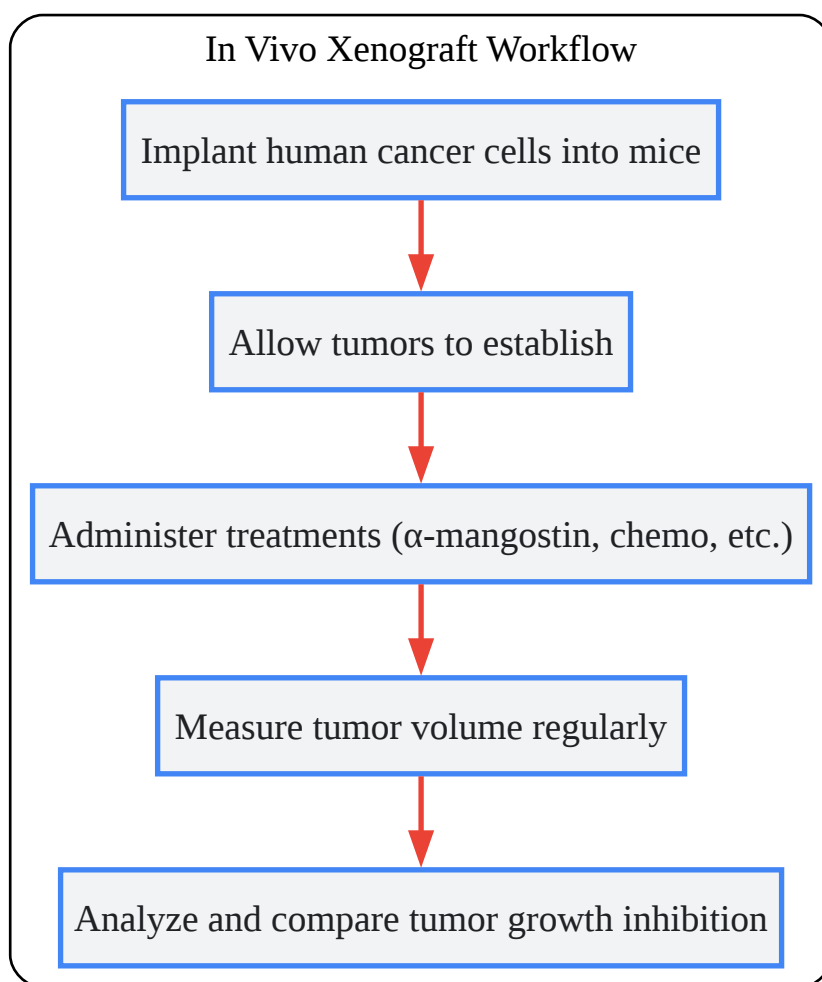 In Vivo Xenograft Workflow
Implant human cancer cells into mice
Allow tumors to establish
Administer treatments (α-mangostin, chemo, etc.)
Measure tumor volume regularly
Analyze and compare tumor growth inhibition